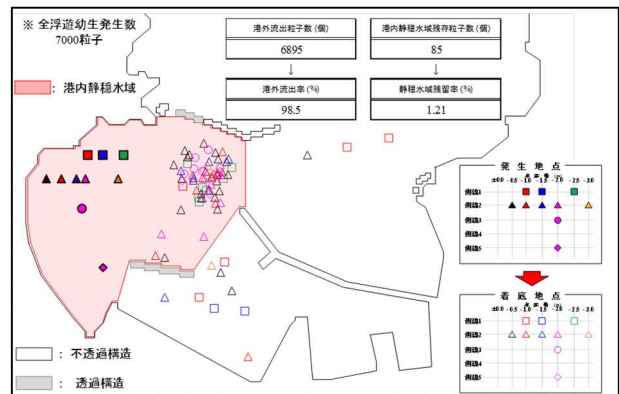 ※ 全浮遊幼生発生数
7000粒子
港内静穏水域
港外流出粒子数 (個)
6895
↓
港外流出率 (%)
98.5
港内静穏水域残存粒子数 (個)
85
↓
静穏水域残留率 (%)
1.21
発 生 地 点
水 深 帯 (m)
±0.0 -0.5 -1.0 -1.5 -2.0 -2.5 -3.0
側線1
側線2
側線3
側線4
側線5
着 底 地 点
水 深 帯 (m)
±0.0 -0.5 -1.0 -1.5 -2.0 -2.5 -3.0
側線1
側線2
側線3
側線4
側線5
: 不透過構造
: 透過構造